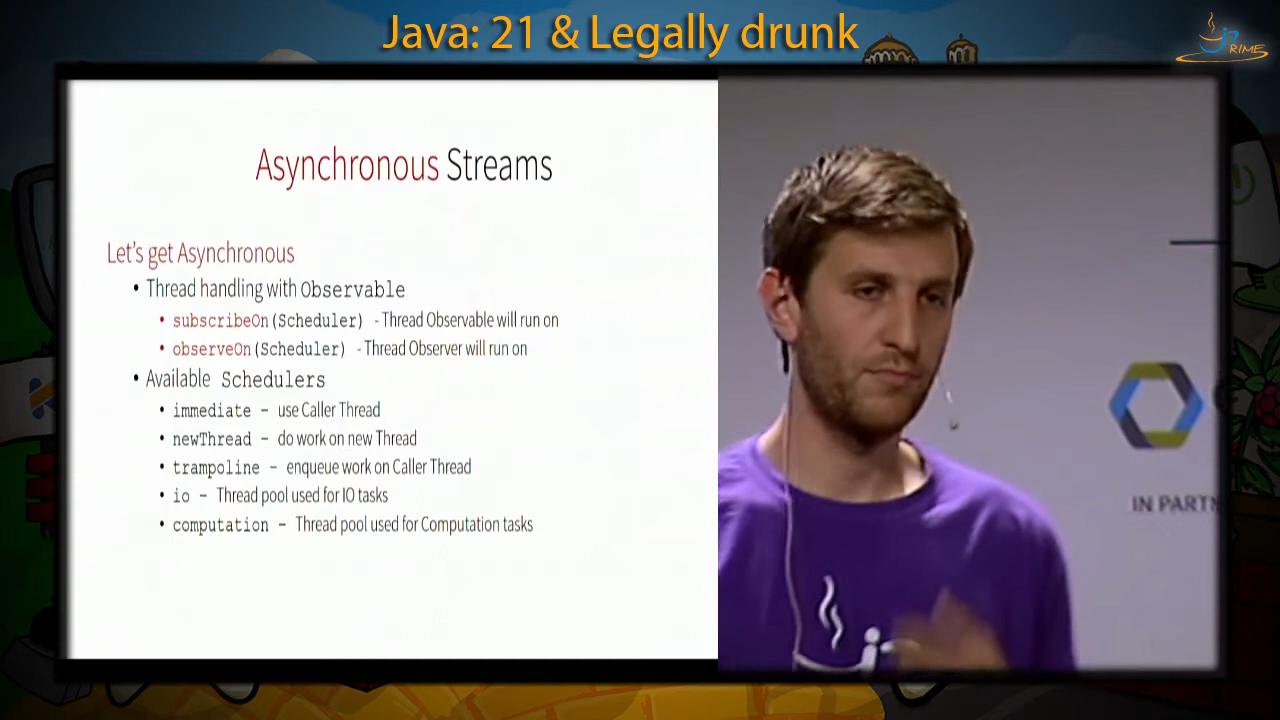 Java: 21 & Legally drunk
JPRIME
Asynchronous Streams
Let's get Asynchronous
• Thread handling with Observable
• subscribeOn(Scheduler) - Thread Observable will run on
• observeOn(Scheduler) - Thread Observer will run on
• Available Schedulers
• immediate – use Caller Thread
• newThread – do work on new Thread
• trampoline – enqueue work on Caller Thread
• io – Thread pool used for IO tasks
• computation – Thread pool used for Computation tasks
IN PARTN